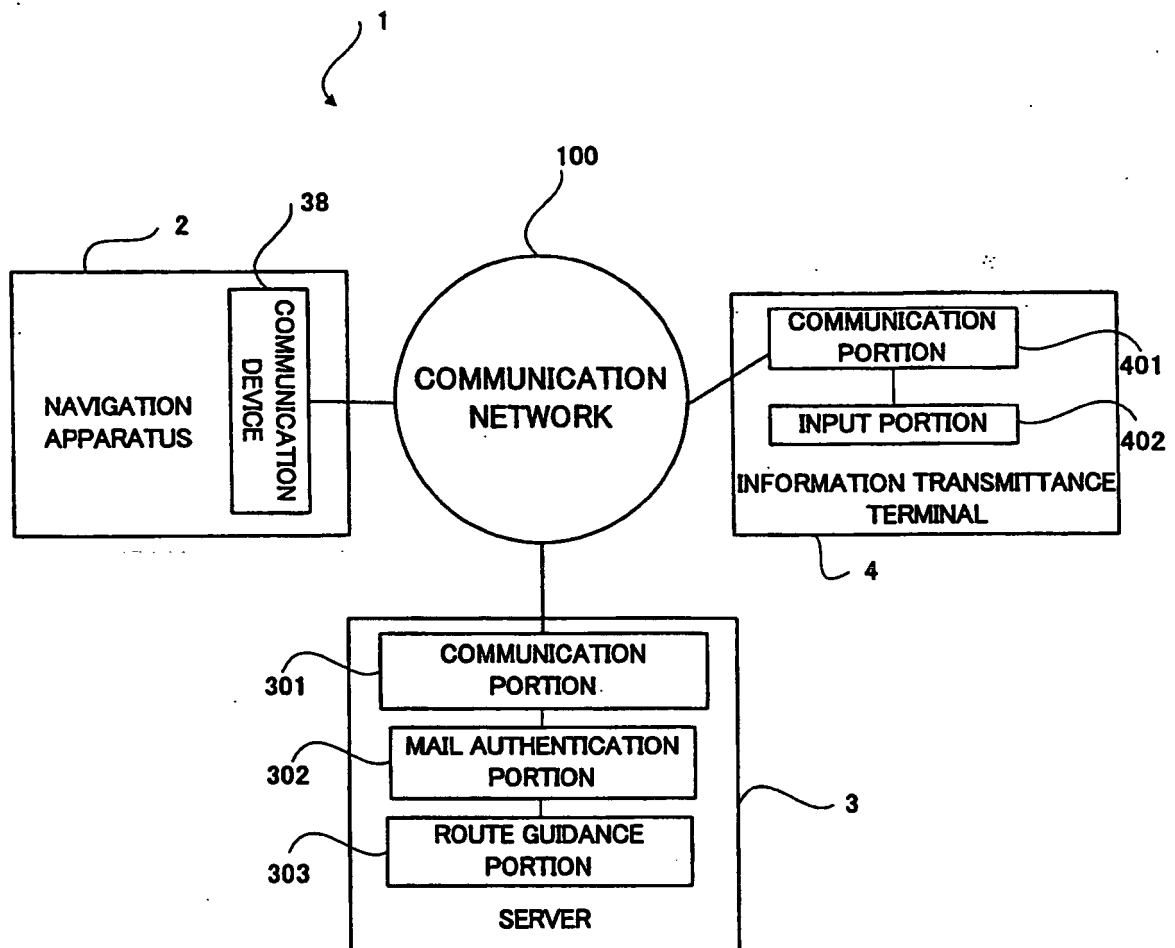 1
100
38
2
COMMUNICATION
DEVICE
NAVIGATION
APPARATUS
COMMUNICATION
NETWORK
COMMUNICATION
PORTION
401
INPUT PORTION
402
INFORMATION TRANSMITTANCE
TERMINAL
4
COMMUNICATION
PORTION
301
MAIL AUTHENTICATION
PORTION
302
3
ROUTE GUIDANCE
PORTION
303
SERVER